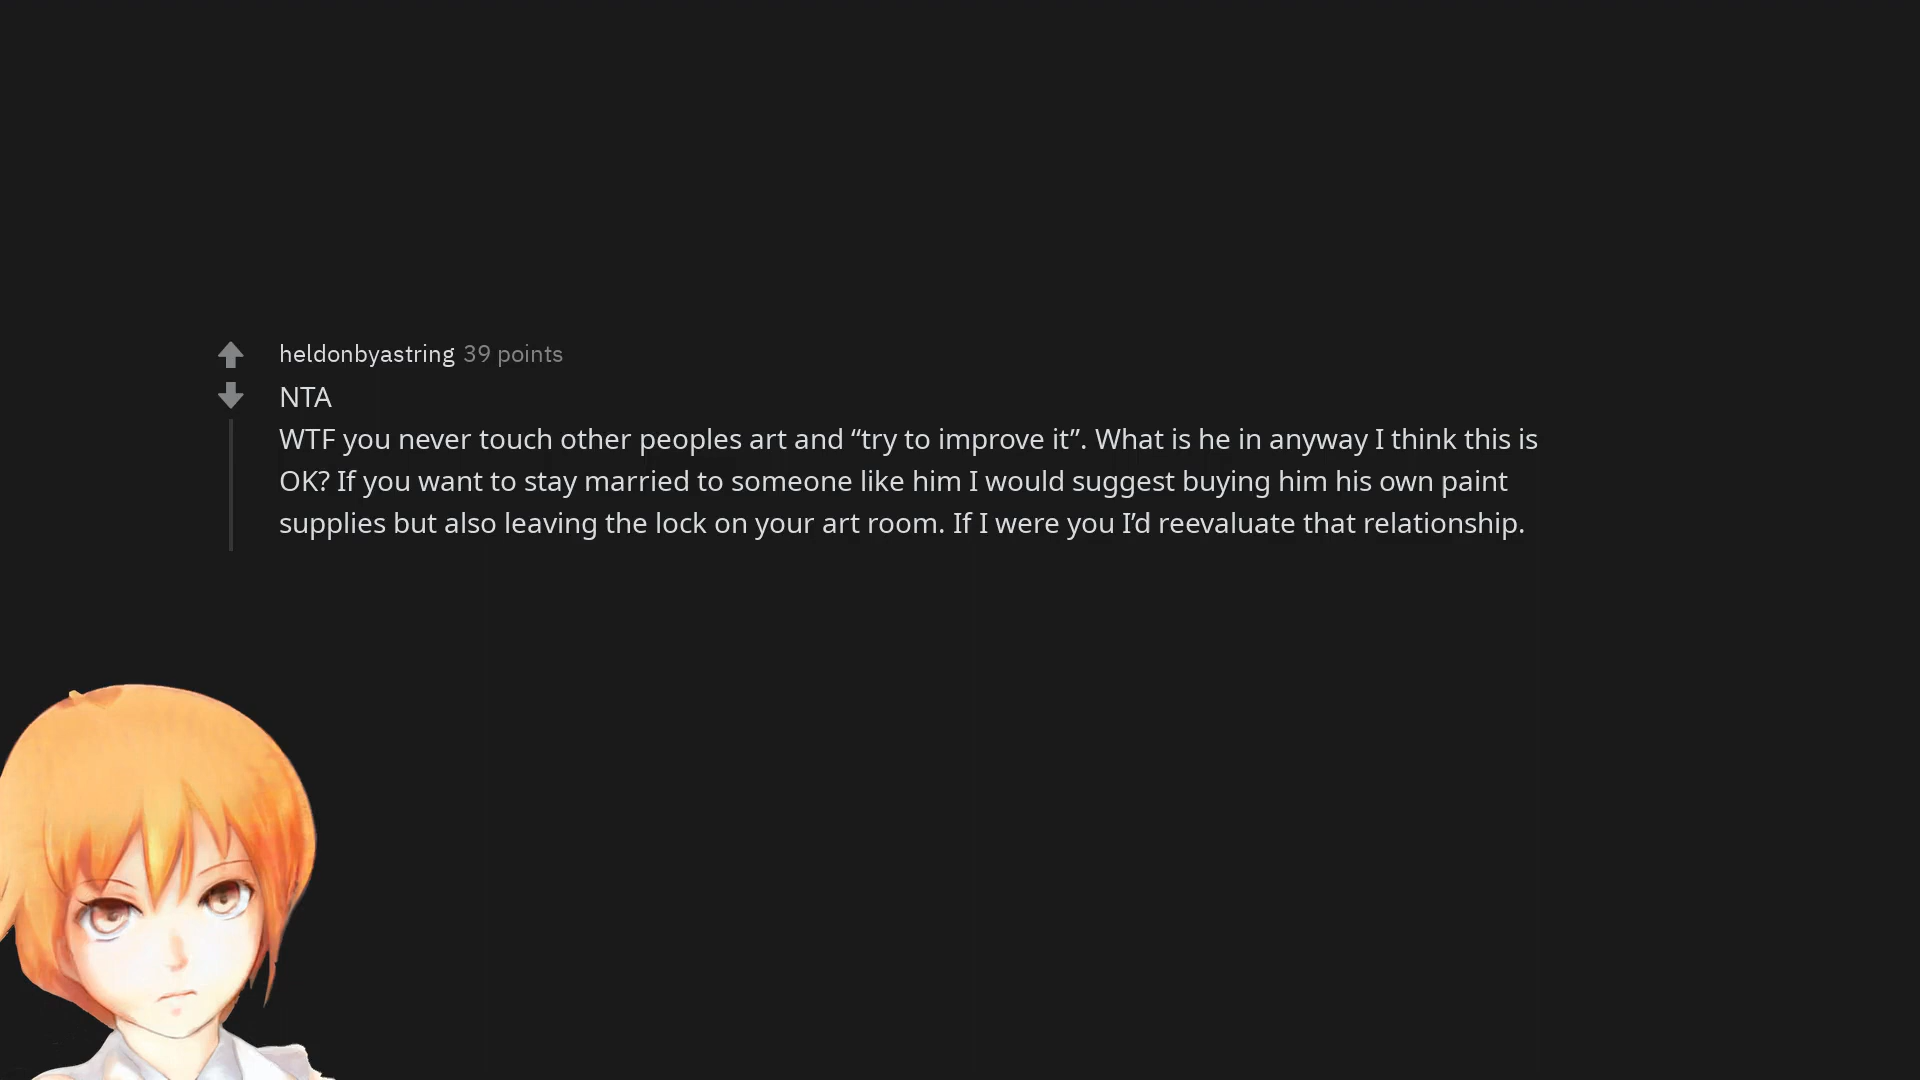 heldonbyastring 39 points
NTA
WTF you never touch other peoples art and “try to improve it”. What is he in anyway I think this is
OK? If you want to stay married to someone like him I would suggest buying him his own paint
supplies but also leaving the lock on your art room. If I were you I’d reevaluate that relationship.